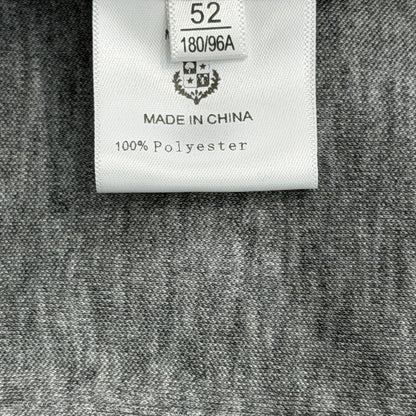 52
180/96A
MADE IN CHINA
100% Polyester